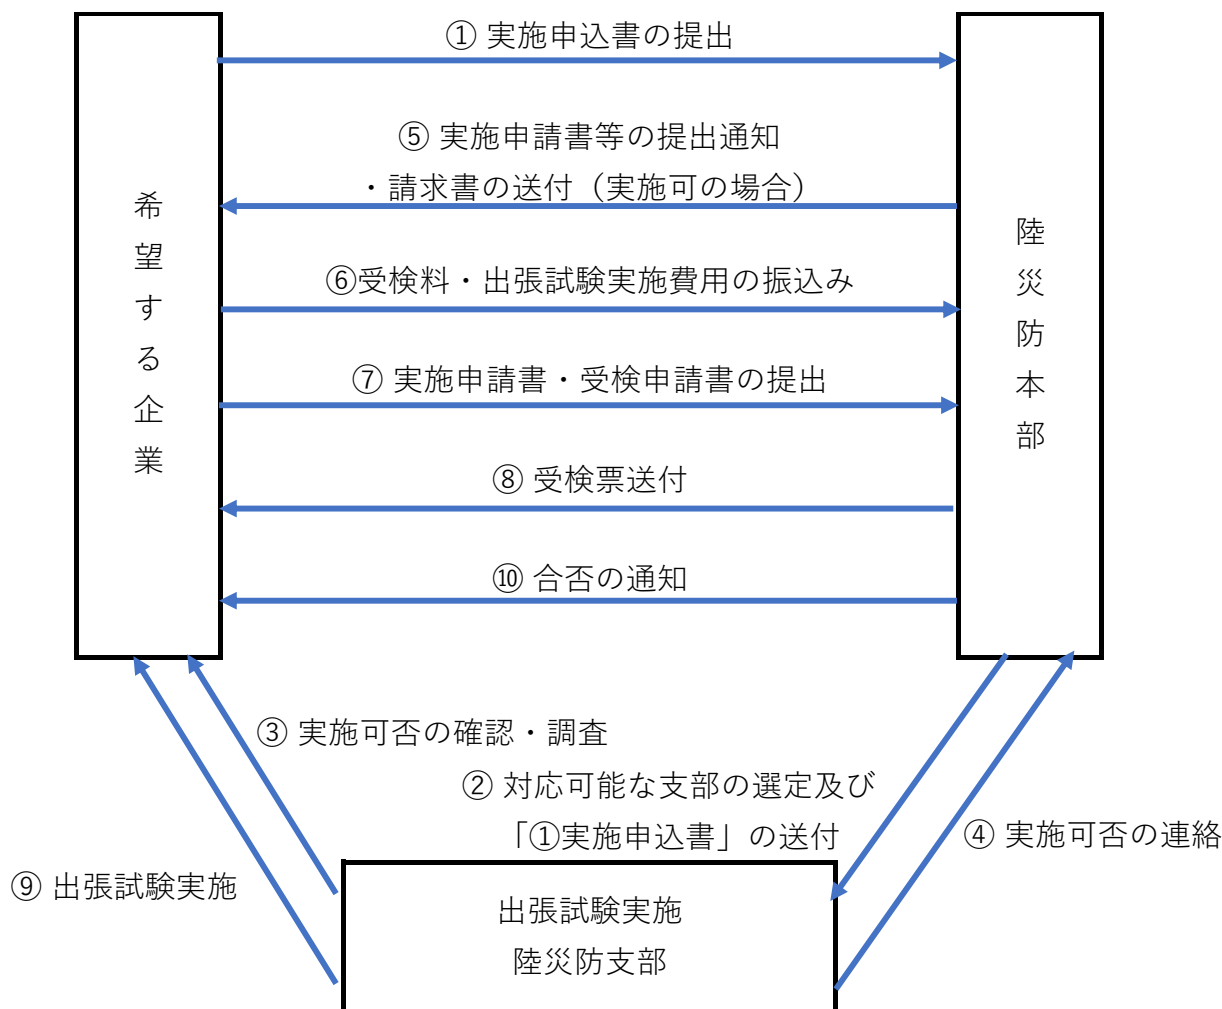 ① 実施申込書の提出
⑤ 実施申請書等の提出通知
・請求書の送付（実施可の場合）
⑥受検料・出張試験実施費用の振込み
⑦ 実施申請書・受検申請書の提出
⑧ 受検票送付
⑩ 合否の通知
希望する企業
陸災防本部
③ 実施可否の確認・調査
② 対応可能な支部の選定及び
「①実施申込書」の送付
④ 実施可否の連絡
⑨ 出張試験実施
出張試験実施
陸災防支部